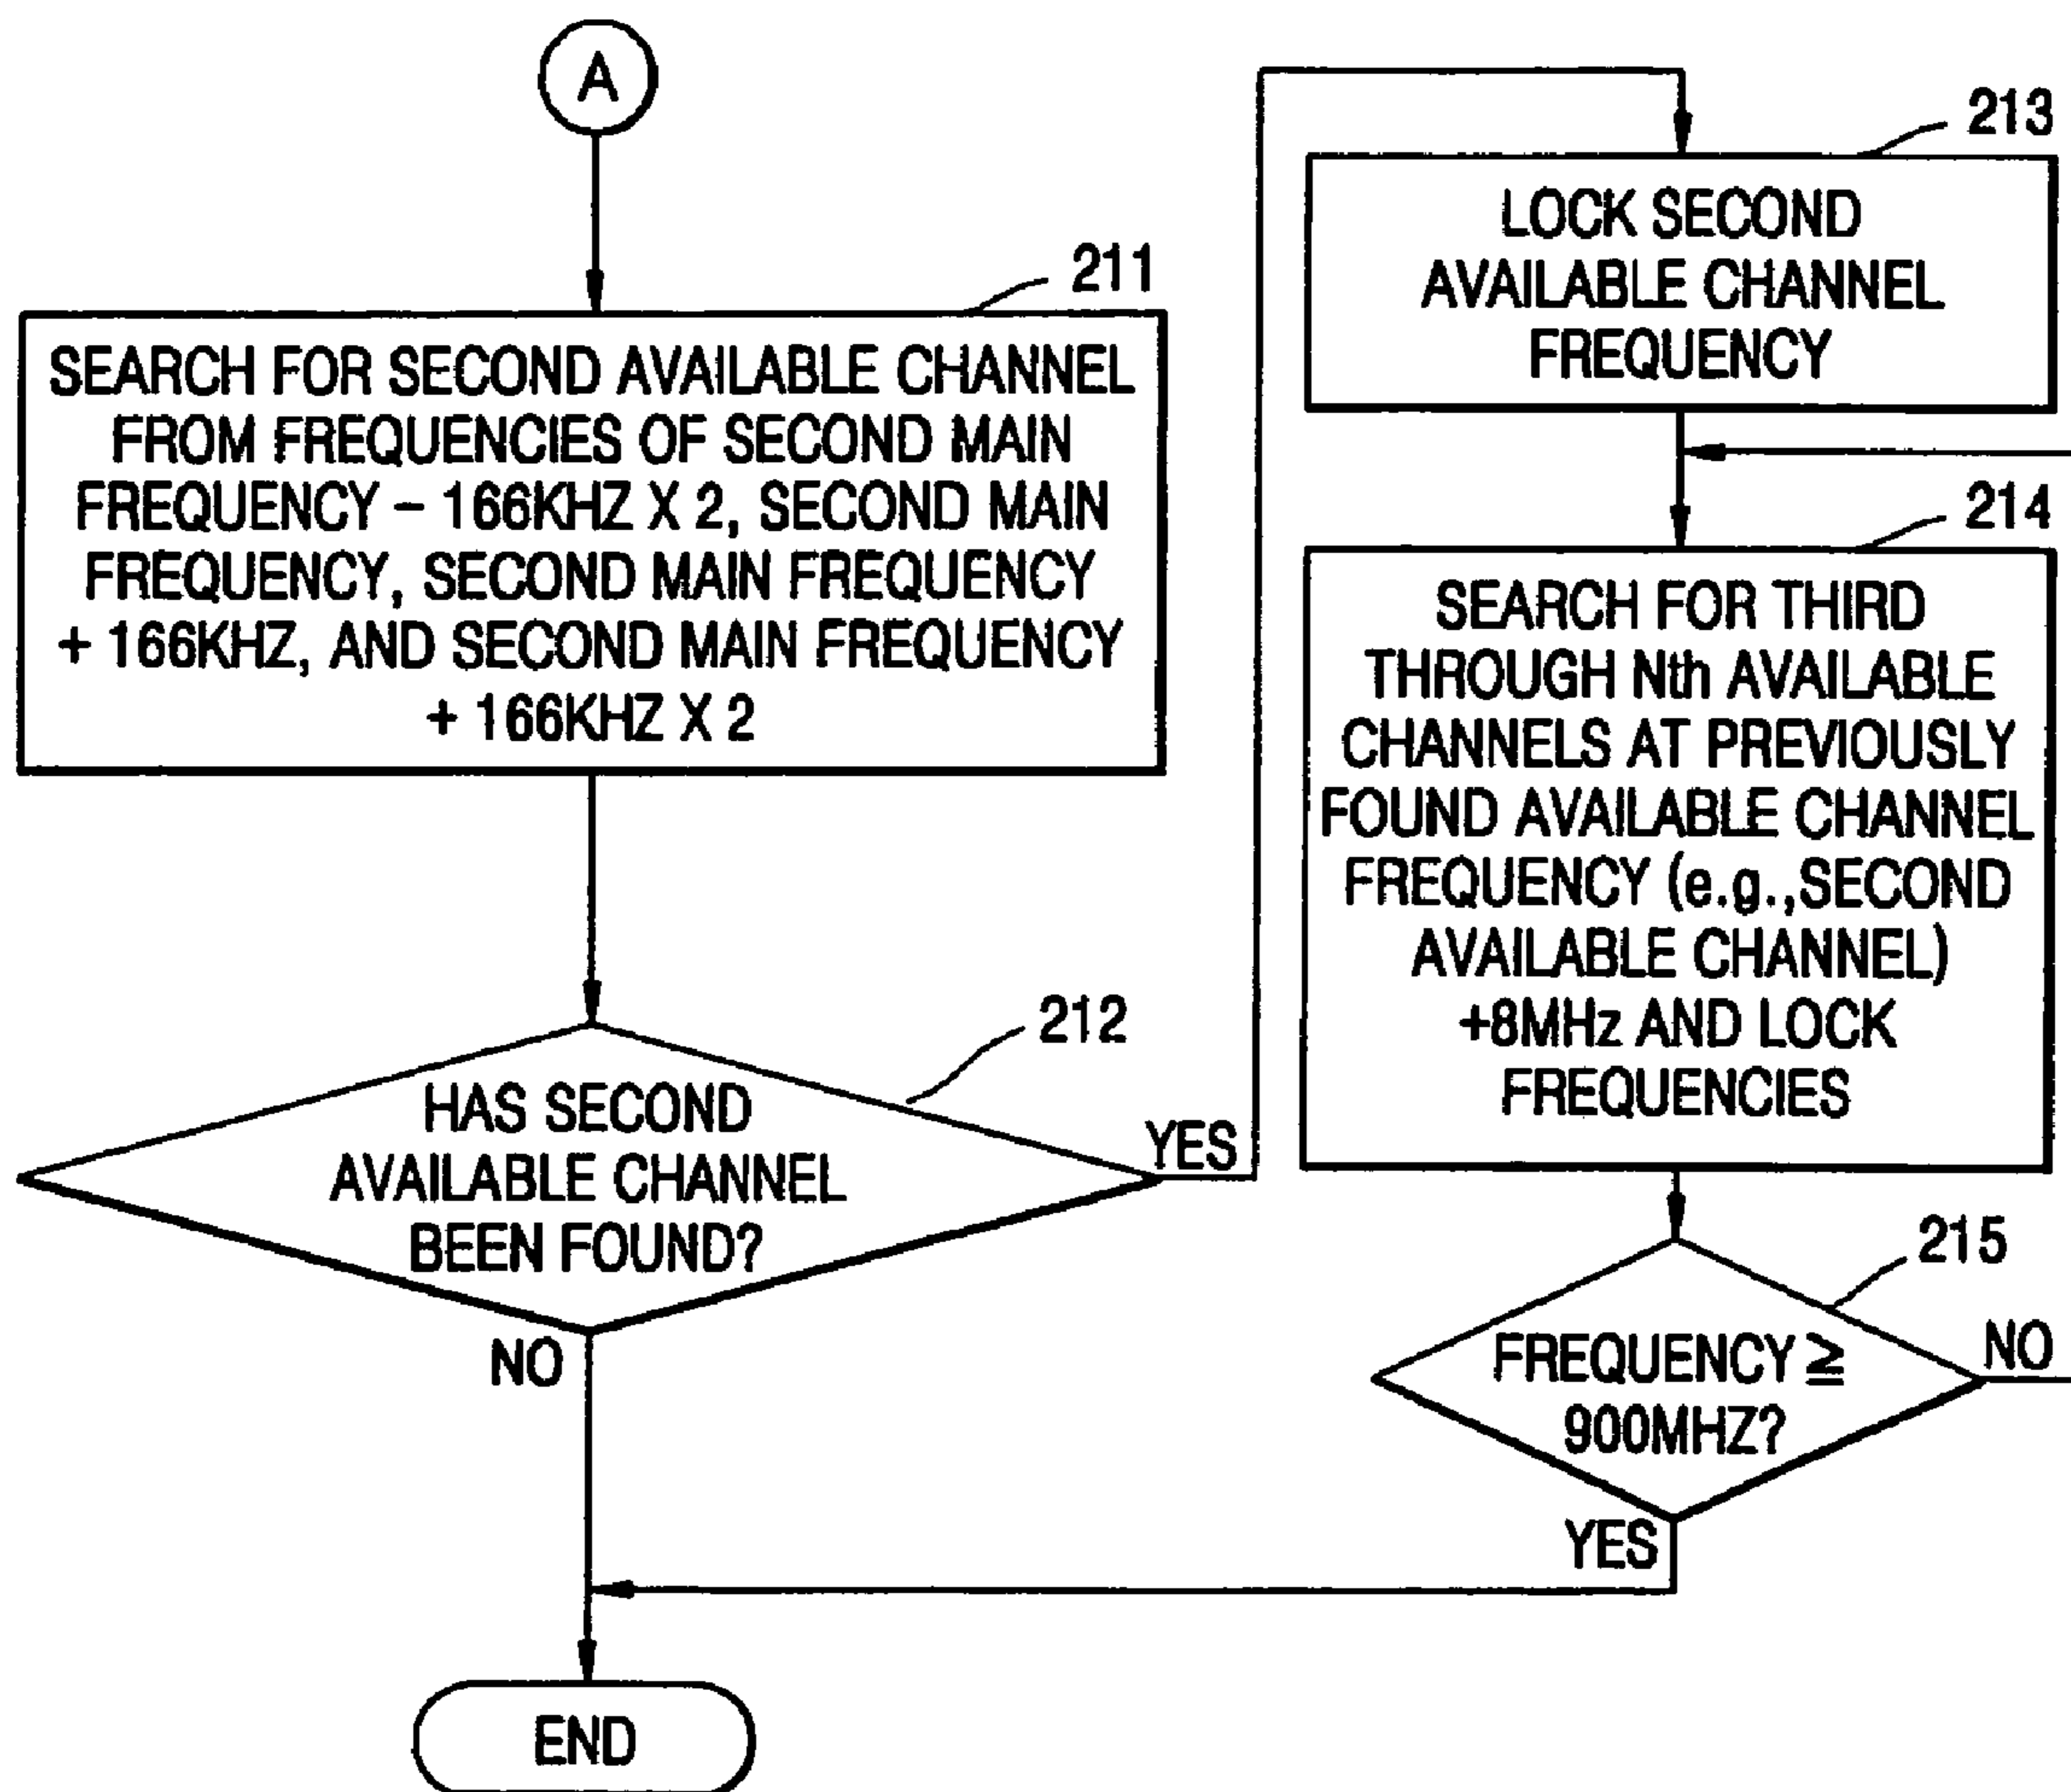 A
211
SEARCH FOR SECOND AVAILABLE CHANNEL
FROM FREQUENCIES OF SECOND MAIN
FREQUENCY – 166KHZ X 2, SECOND MAIN
FREQUENCY, SECOND MAIN FREQUENCY
+ 166KHZ, AND SECOND MAIN FREQUENCY
+ 166KHZ X 2
212
HAS SECOND
AVAILABLE CHANNEL
BEEN FOUND?
YES
NO
213
LOCK SECOND
AVAILABLE CHANNEL
FREQUENCY
214
SEARCH FOR THIRD
THROUGH Nth AVAILABLE
CHANNELS AT PREVIOUSLY
FOUND AVAILABLE CHANNEL
FREQUENCY (e.g.,SECOND
AVAILABLE CHANNEL)
+8MHz AND LOCK
FREQUENCIES
215
FREQUENCY ≧
900MHZ?
NO
YES
END